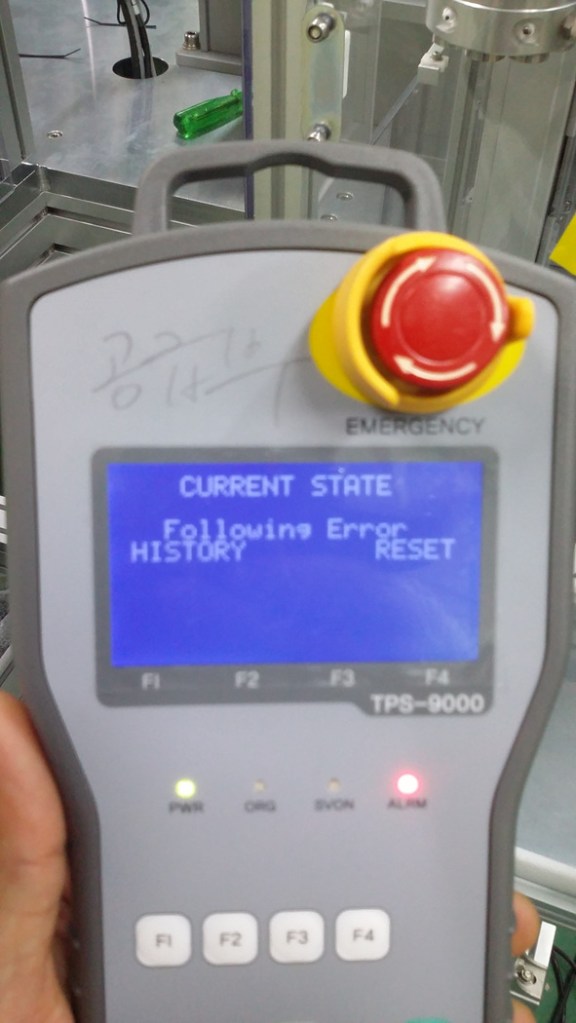 EMERGENCY
CURRENT STATE
Following Error
HISTORY RESET
F1 F2 F3 F4
TPS-9000
PWR ORG SVON ALRM
F1 F2 F3 F4